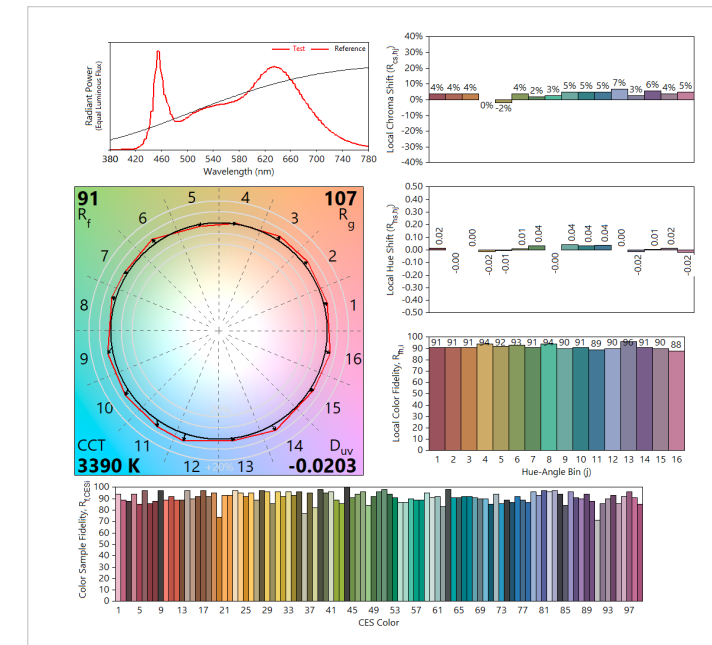 Radiant Power
(Equal Luminous Flux)
Test Reference
380 420 460 500 540 580 620 660 700 740 780
Wavelength (nm)
Local Chroma Shift (Rcs,hj)
40%
30%
20%
10%
0%
-10%
-20%
-30%
-40%
4% 4% 4% 0% -2% 4% 2% 3% 5% 5% 5% 7% 3% 6% 4% 5%
91
Rf
107
Rg
5 4
6 3
7 2
8 1
9 16
10 15
11 12 13 14
+20%
CCT
3390 K
Duv
-0.0203
Local Hue Shift (Rhs,hj)
0.50
0.40
0.30
0.20
0.10
0.00
-0.10
-0.20
-0.30
-0.40
-0.50
0.02 -0.00 0.00 -0.02 -0.01 0.01 0.04 -0.00 0.04 0.04 0.04 0.00 -0.02 0.01 0.02 -0.02
Local Color Fidelity, Rfh,i
100
90
80
70
60
50
40
30
20
10
0
91 91 91 94 92 93 91 94 90 91 89 90 96 91 90 88
1 2 3 4 5 6 7 8 9 10 11 12 13 14 15 16
Hue-Angle Bin (j)
Color Sample Fidelity, Rf,CESi
100
90
80
70
60
50
40
30
20
10
0
1 5 9 13 17 21 25 29 33 37 41 45 49 53 57 61 65 69 73 77 81 85 89 93 97
CES Color